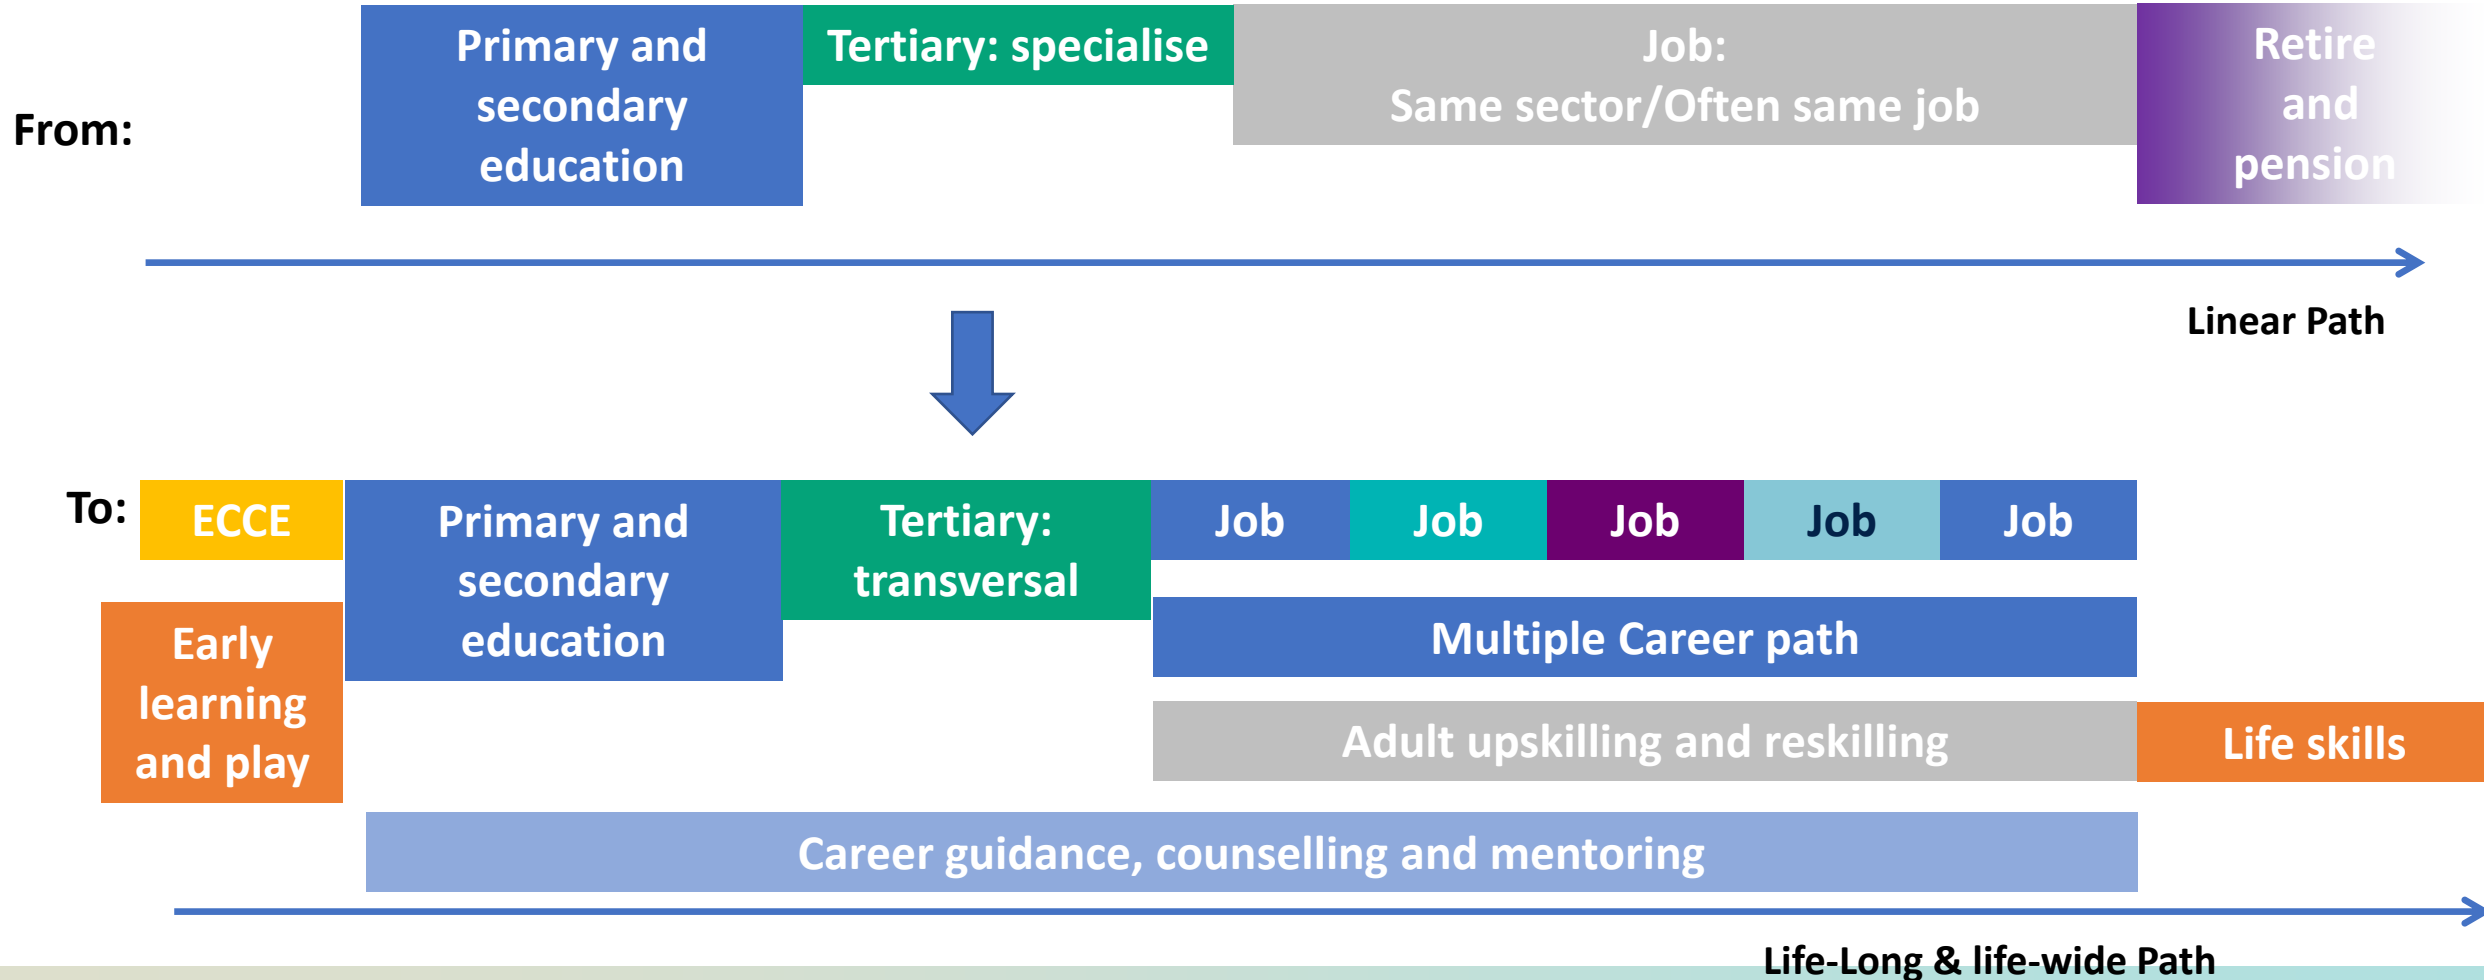 From:
Primary and
secondary
education
Tertiary: specialise
Job:
Same sector/Often same job
Retire
and
pension
Linear Path
To:
ECCE
Early
learning
and play
Primary and
secondary
education
Tertiary:
transversal
Job
Job
Job
Job
Job
Multiple Career path
Adult upskilling and reskilling
Life skills
Career guidance, counselling and mentoring
Life-Long & life-wide Path